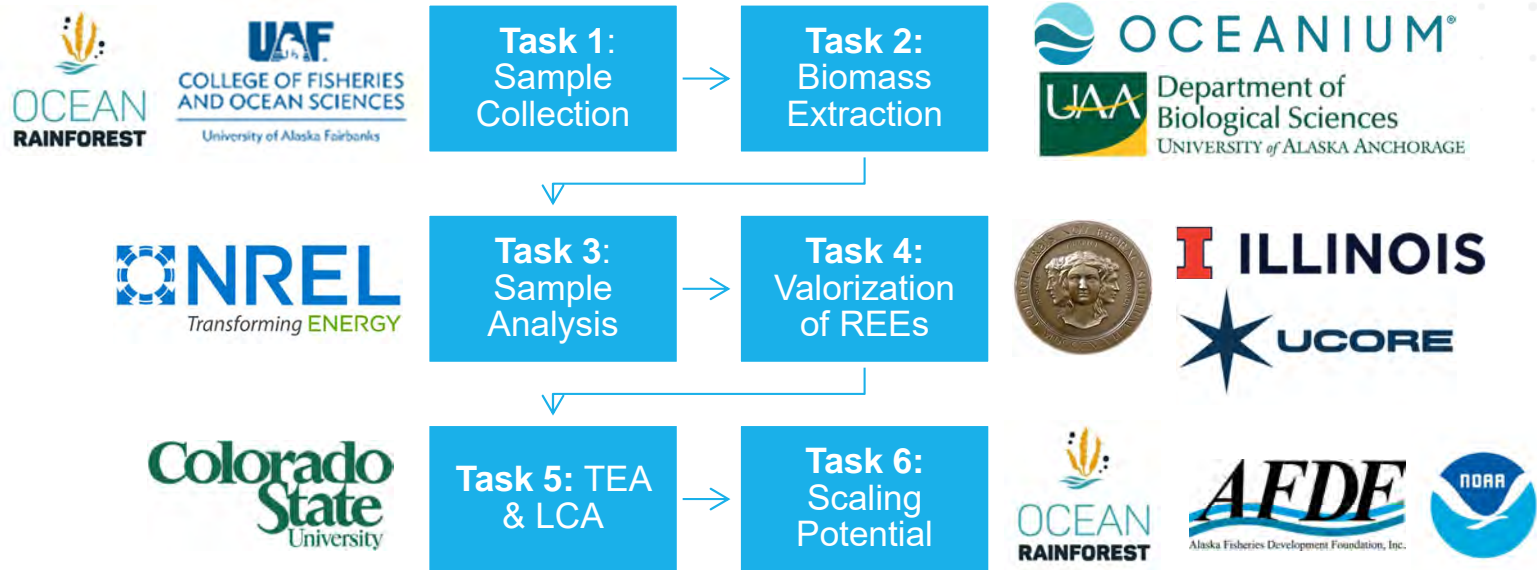 OCEAN
RAINFOREST
UAF
COLLEGE OF FISHERIES
AND OCEAN SCIENCES
University of Alaska Fairbanks
Task 1:
Sample
Collection
Task 2:
Biomass
Extraction
OCEANIUM®
UAA
Department of
Biological Sciences
UNIVERSITY of ALASKA ANCHORAGE
NREL
Transforming ENERGY
Task 3:
Sample
Analysis
Task 4:
Valorization
of REEs
I ILLINOIS
UCORE
Colorado
State
University
Task 5: TEA
& LCA
Task 6:
Scaling
Potential
OCEAN
RAINFOREST
AFDF
Alaska Fisheries Development Foundation, Inc.
NOAA